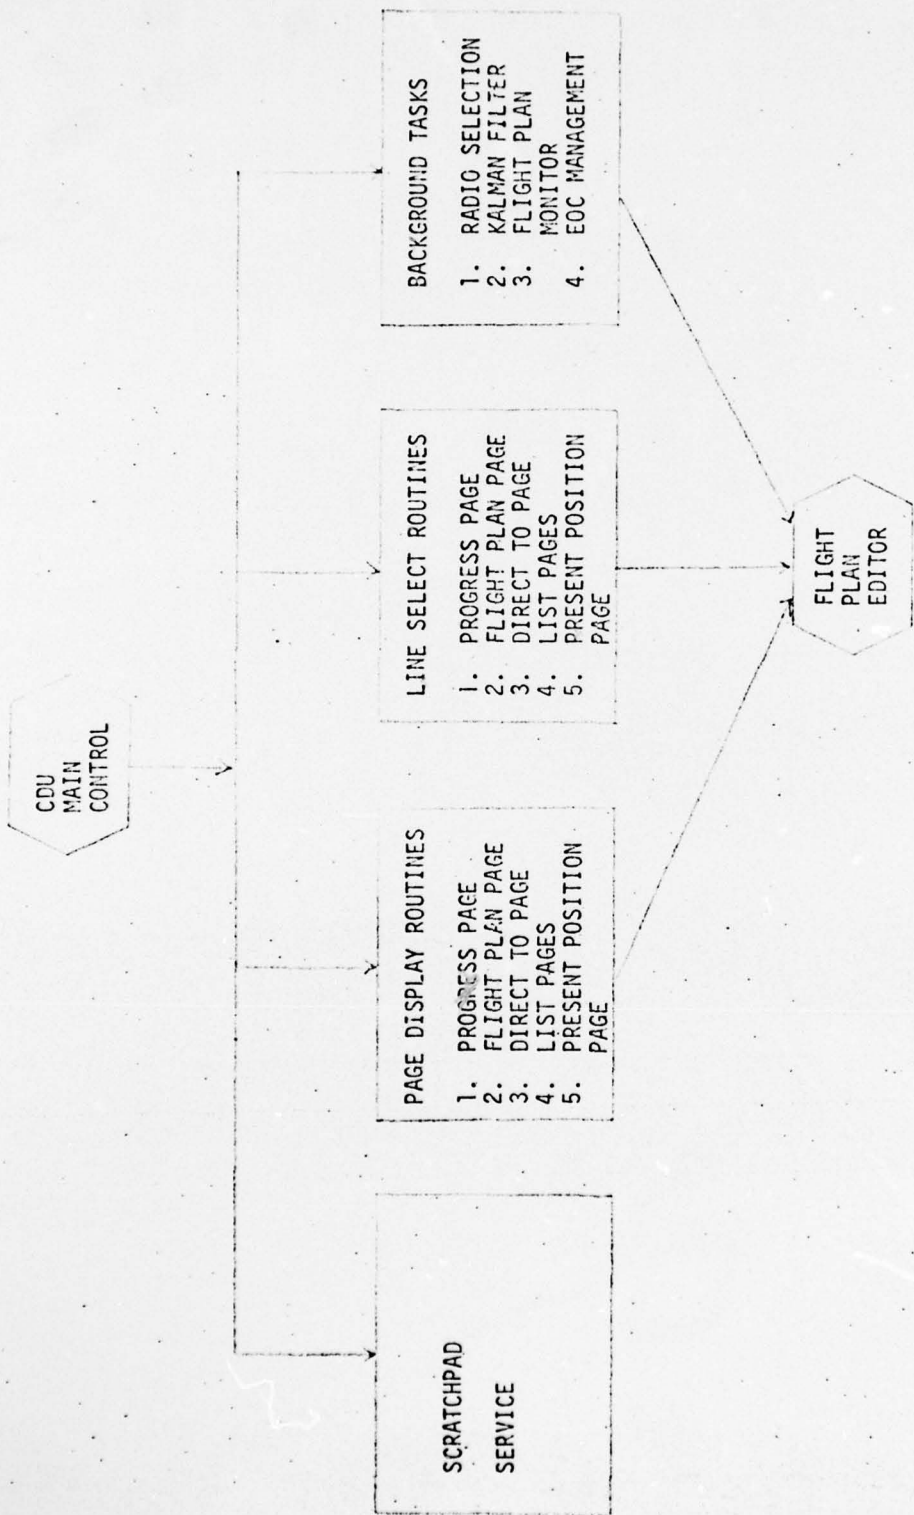 CDU
MAIN
CONTROL
SCRATCHPAD
SERVICE
PAGE DISPLAY ROUTINES
1. PROGRESS PAGE
2. FLIGHT PLAN PAGE
3. DIRECT TO PAGE
4. LIST PAGES
5. PRESENT POSITION
PAGE
LINE SELECT ROUTINES
1. PROGRESS PAGE
2. FLIGHT PLAN PAGE
3. DIRECT TO PAGE
4. LIST PAGES
5. PRESENT POSITION
PAGE
BACKGROUND TASKS
1. RADIO SELECTION
2. KALMAN FILTER
3. FLIGHT PLAN
MONITOR
4. EOC MANAGEMENT
FLIGHT
PLAN
EDITOR